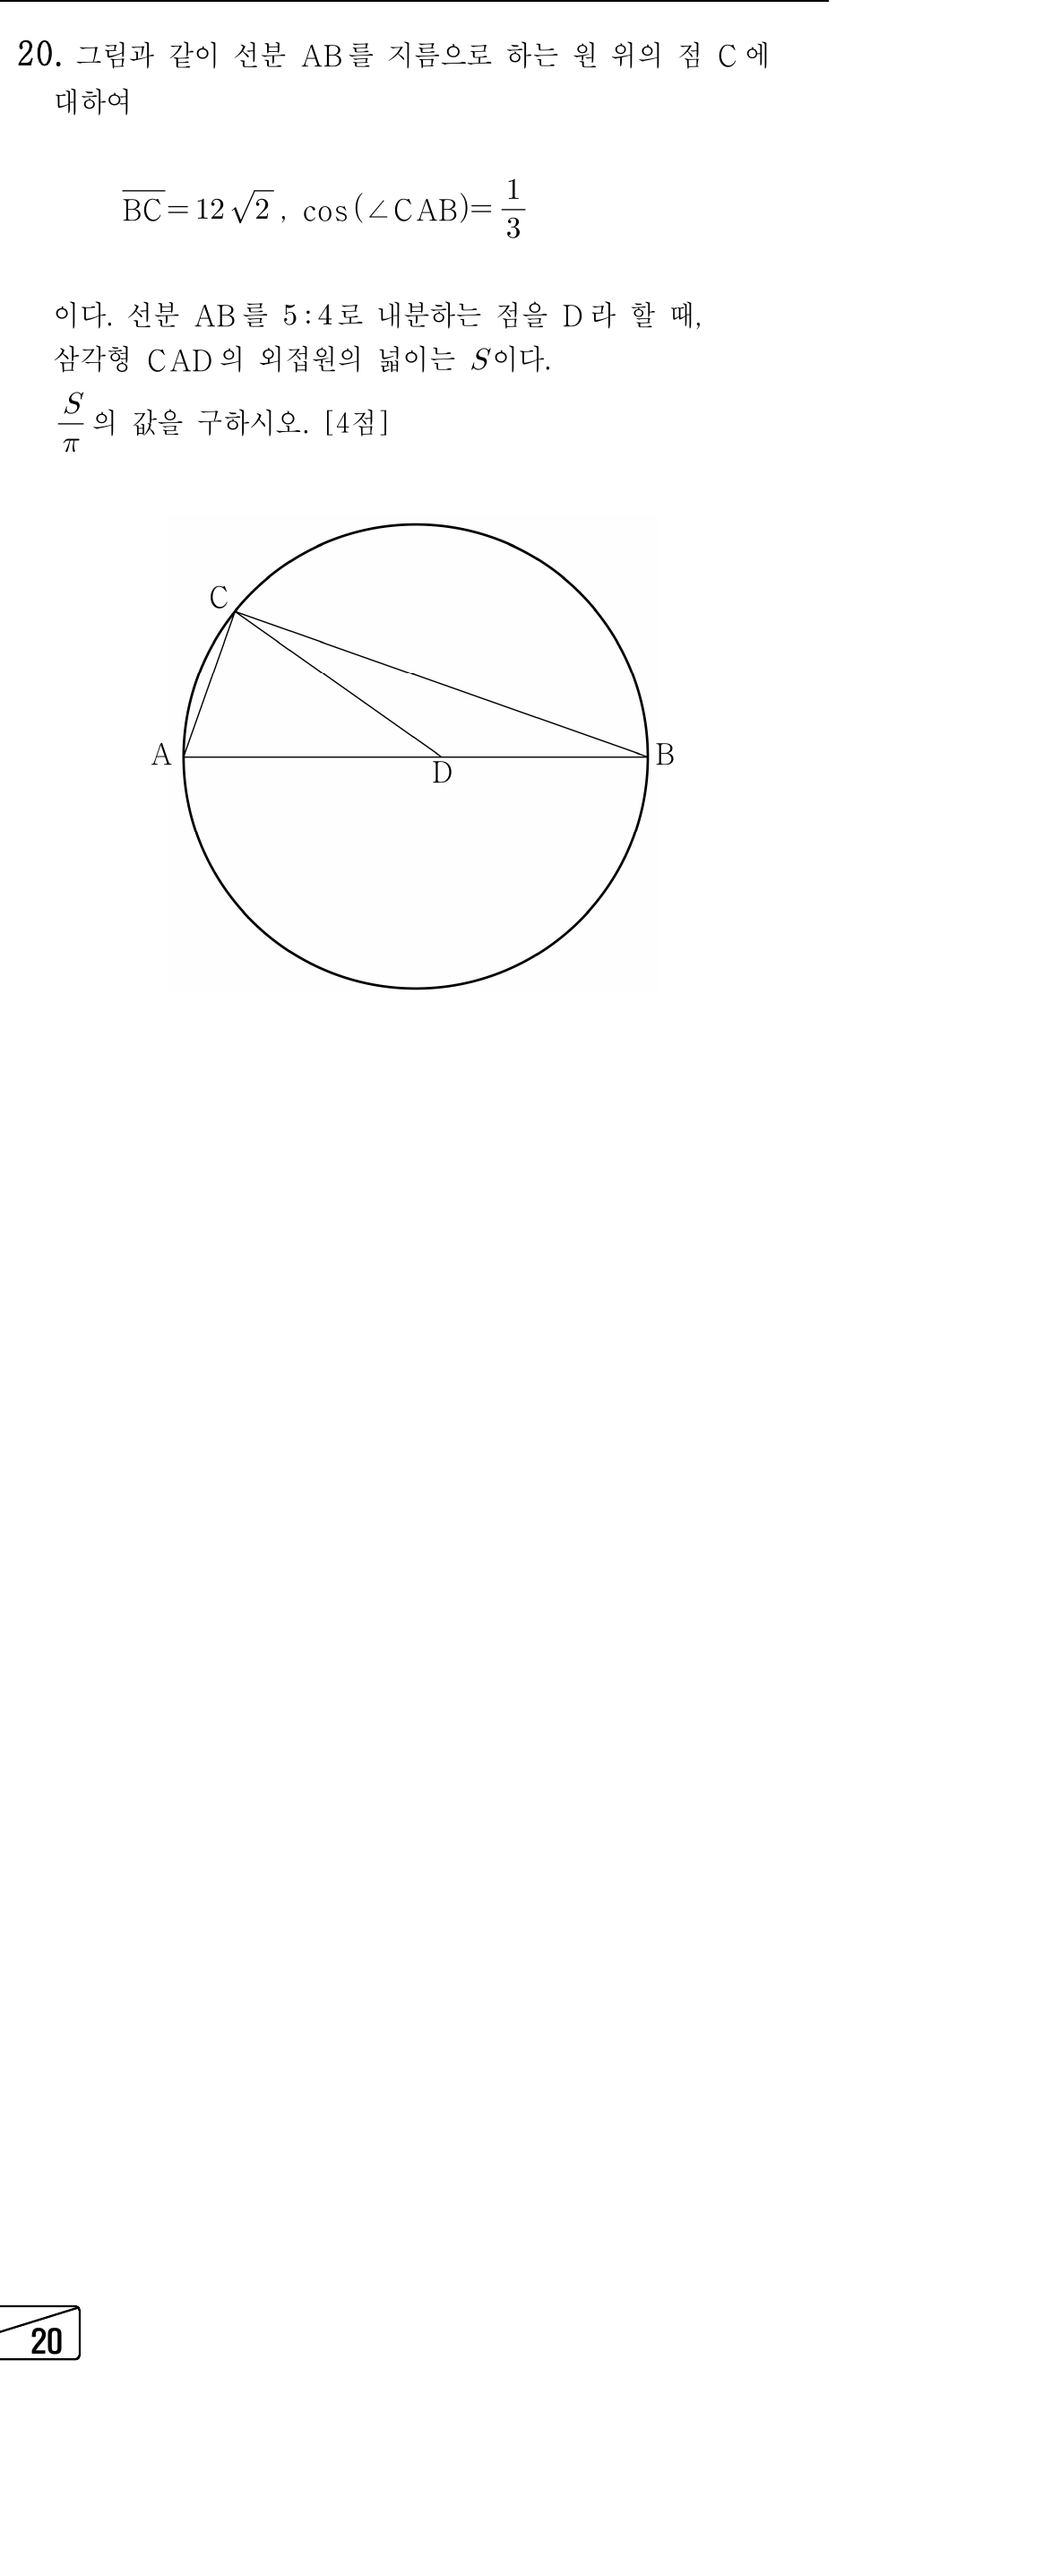 20. 그림과 같이 선분 AB를 지름으로 하는 원 위의 점 C에
대하여
$\overline{BC}=12\sqrt{2}$, $\cos(\angle CAB)=\frac{1}{3}$
이다. 선분 AB를 5:4로 내분하는 점을 D라 할 때,
삼각형 CAD의 외접원의 넓이는 S이다.
$\frac{S}{\pi}$의 값을 구하시오. [4점]
C
A
B
D
20